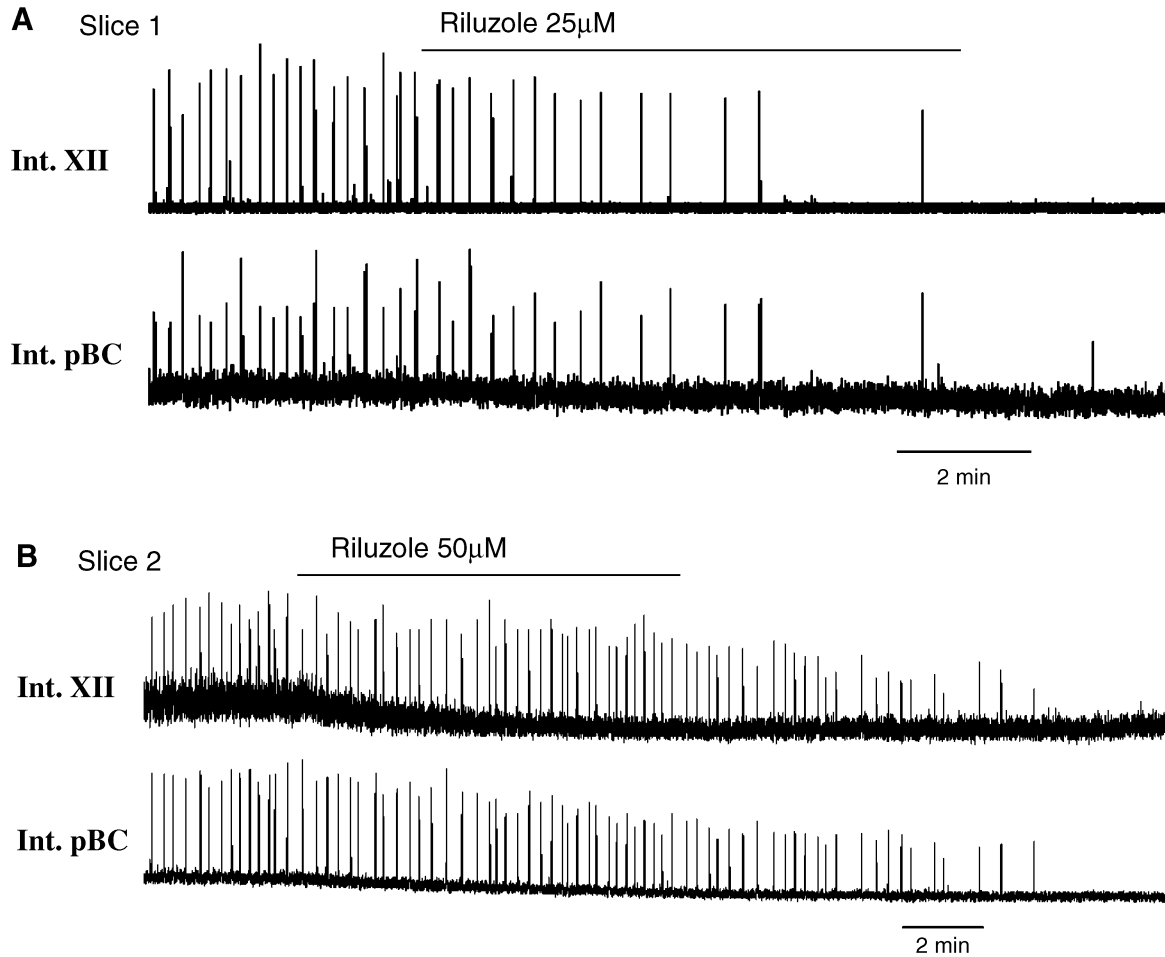 A
Slice 1
Riluzole 25μM
Int. XII
Int. pBC
2 min
B
Slice 2
Riluzole 50μM
Int. XII
Int. pBC
2 min